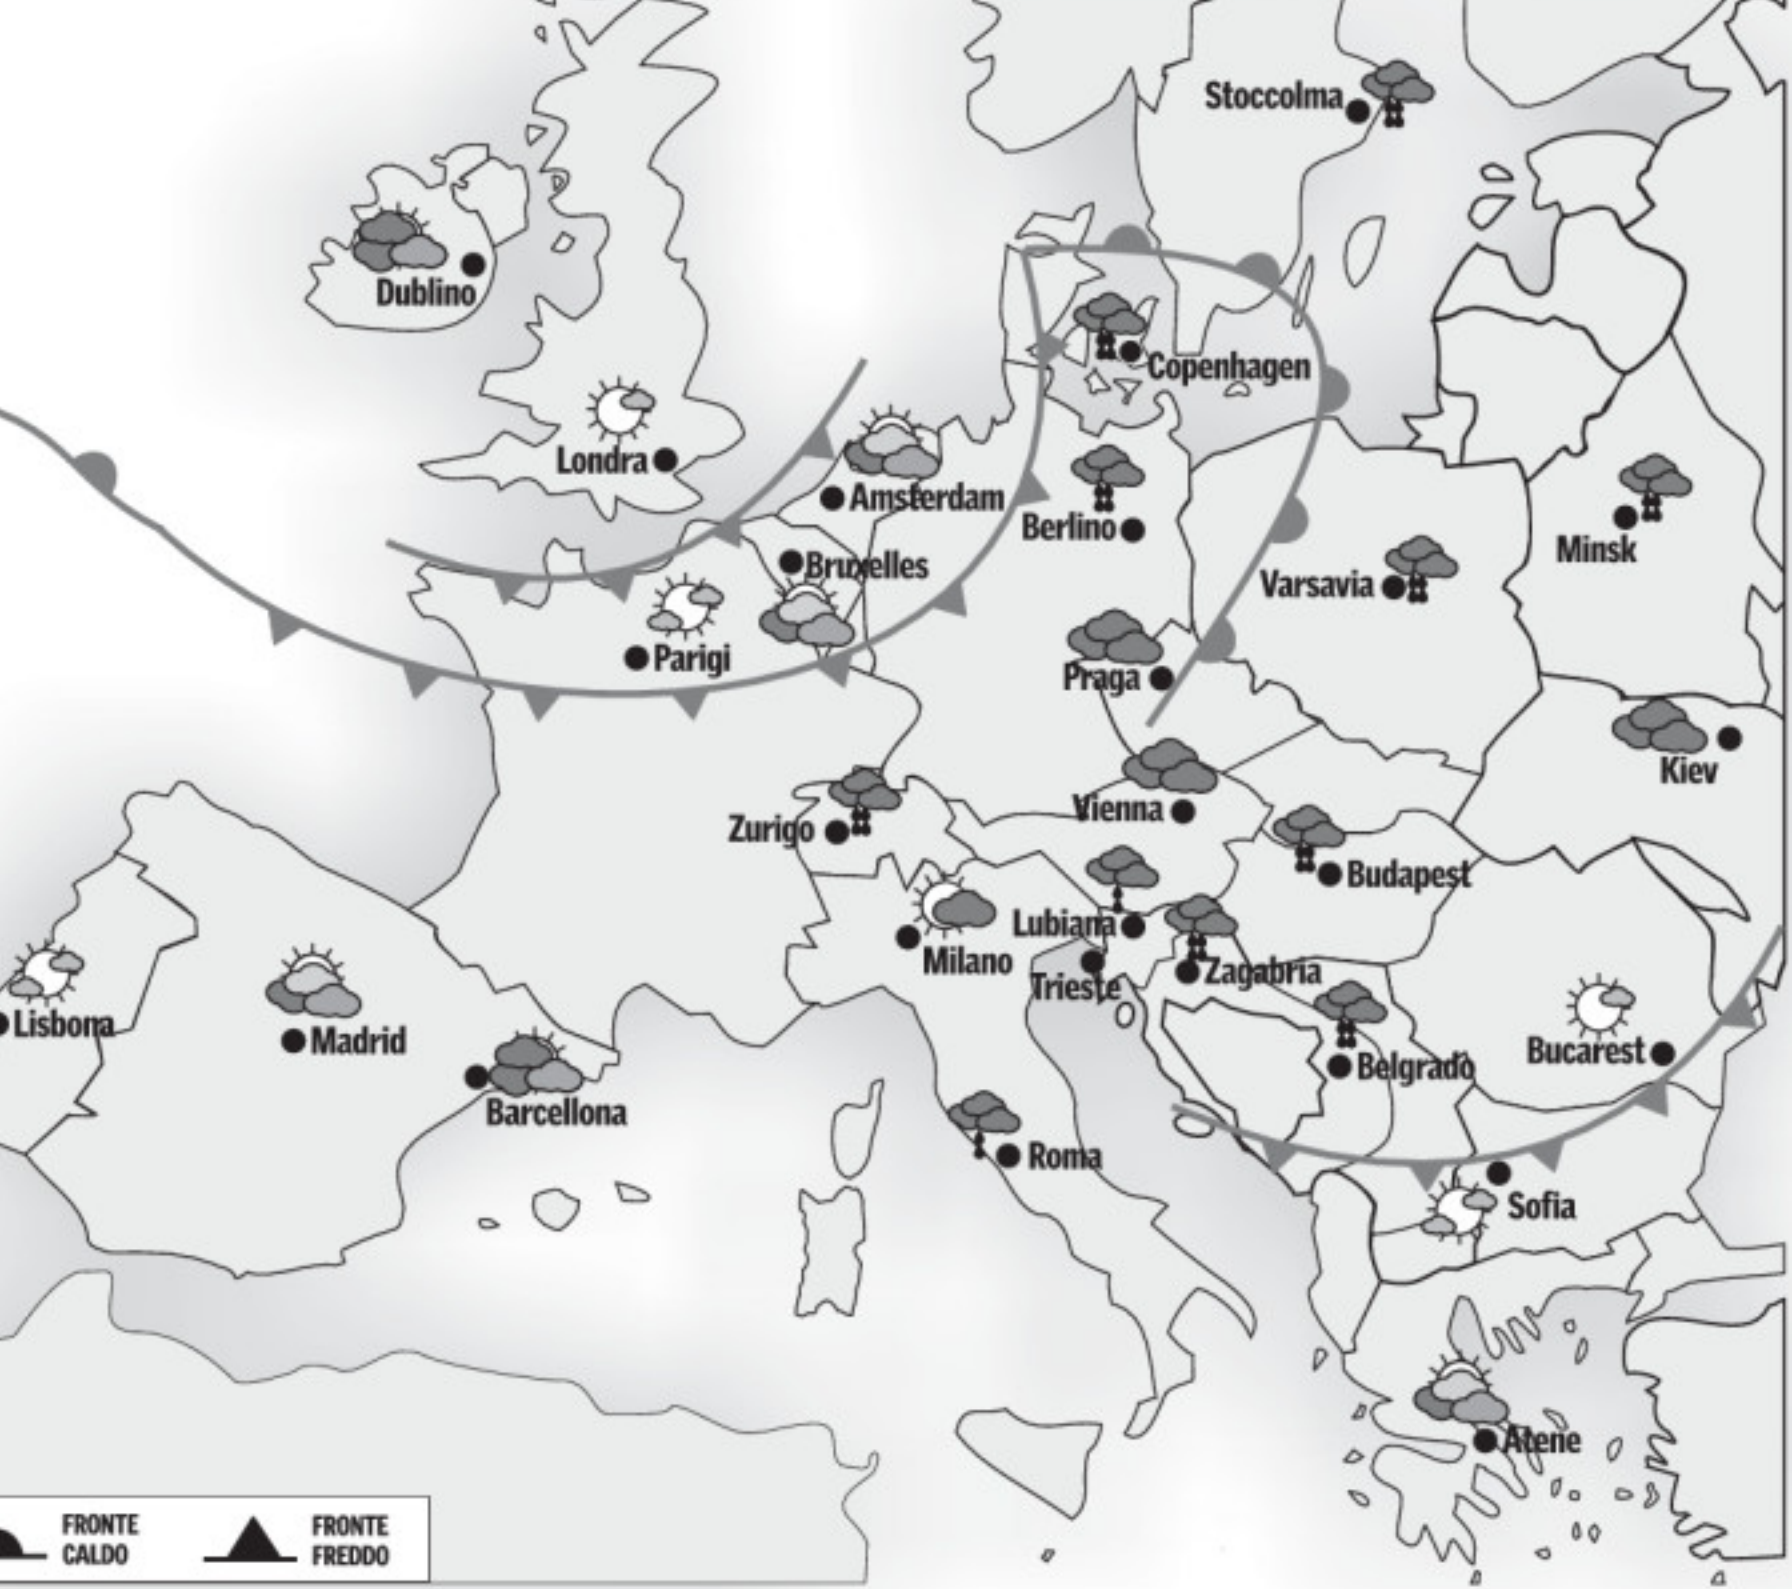 Stoccolma
Dublino
Copenhagen
Londra
Amsterdam
Berlino
Minsk
Bruxelles
Varsavia
Parigi
Praga
Kiev
Vienna
Zurigo
Budapest
Lubiana
Milano
Zagabria
Trieste
Lisbona
Madrid
Bucarest
Belgrado
Barcellona
Roma
Sofia
Atene
FRONTE
CALDO
FRONTE
FREDDO